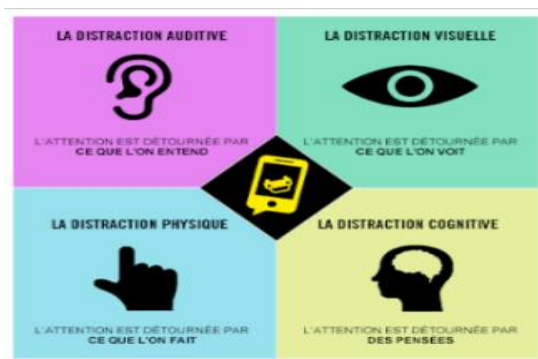 LA DISTRACTION AUDITIVE
L'ATTENTION EST DÉTOURNÉE PAR
CE QUE L'ON ENTEND
LA DISTRACTION VISUELLE
L'ATTENTION EST DÉTOURNÉE PAR
CE QUE L'ON VOIT
LA DISTRACTION PHYSIQUE
L'ATTENTION EST DÉTOURNÉE PAR
CE QUE L'ON FAIT
LA DISTRACTION COGNITIVE
L'ATTENTION EST DÉTOURNÉE PAR
DES PENSÉES